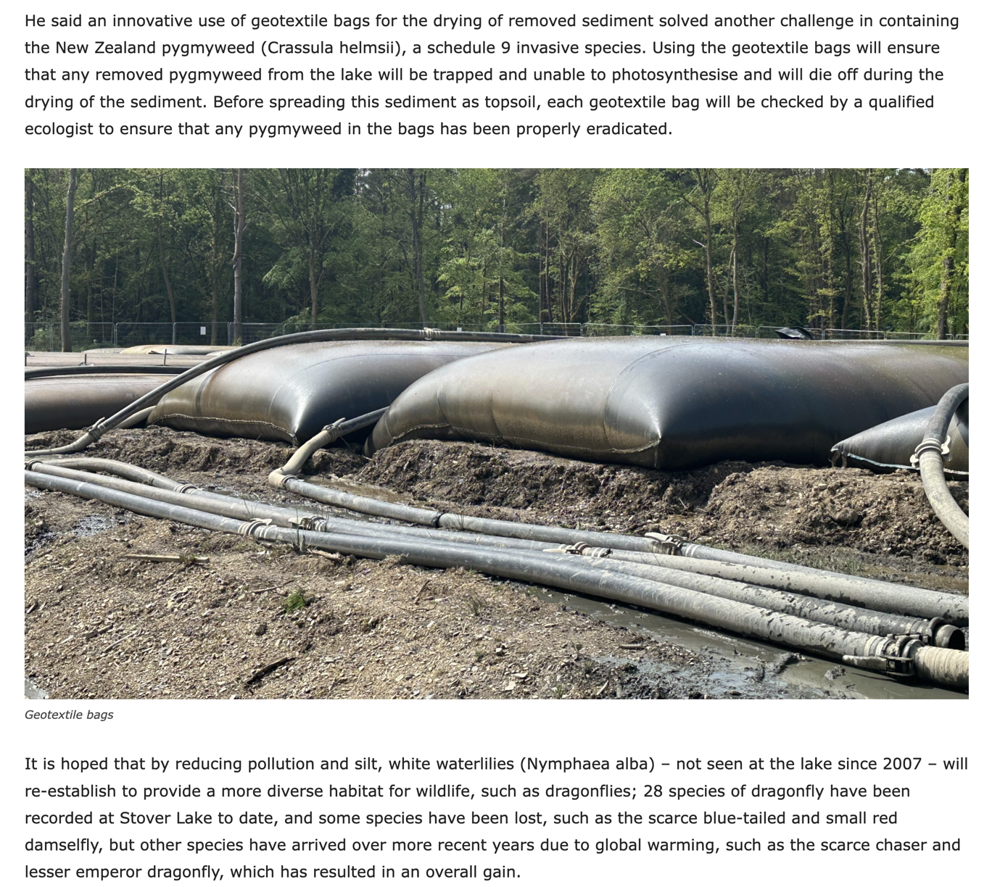 He said an innovative use of geotextile bags for the drying of removed sediment solved another challenge in containing
the New Zealand pygmyweed (Crassula helmsii), a schedule 9 invasive species. Using the geotextile bags will ensure
that any removed pygmyweed from the lake will be trapped and unable to photosynthesise and will die off during the
drying of the sediment. Before spreading this sediment as topsoil, each geotextile bag will be checked by a qualified
ecologist to ensure that any pygmyweed in the bags has been properly eradicated.
Geotextile bags
It is hoped that by reducing pollution and silt, white waterlilies (Nymphaea alba) – not seen at the lake since 2007 – will
re-establish to provide a more diverse habitat for wildlife, such as dragonflies; 28 species of dragonfly have been
recorded at Stover Lake to date, and some species have been lost, such as the scarce blue-tailed and small red
damselfly, but other species have arrived over more recent years due to global warming, such as the scarce chaser and
lesser emperor dragonfly, which has resulted in an overall gain.